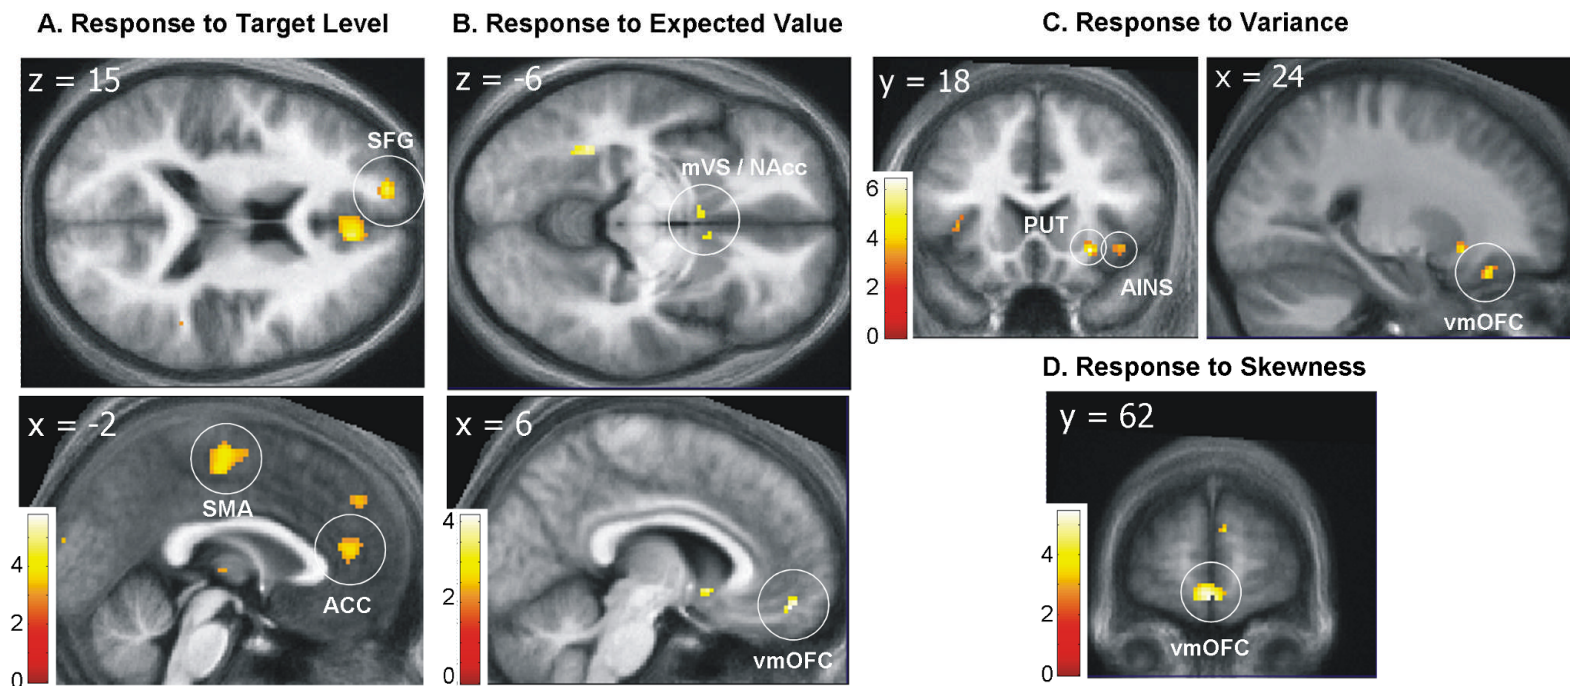 A. Response to Target Level
B. Response to Expected Value
C. Response to Variance
z = 15
SFG
z = -6
mVS / NAcc
y = 18
6
4
2
0
PUT
AINS
x = 24
vmOFC
x = -2
SMA
ACC
4
2
0
x = 6
vmOFC
4
3
2
1
0
D. Response to Skewness
y = 62
vmOFC
4
2
0